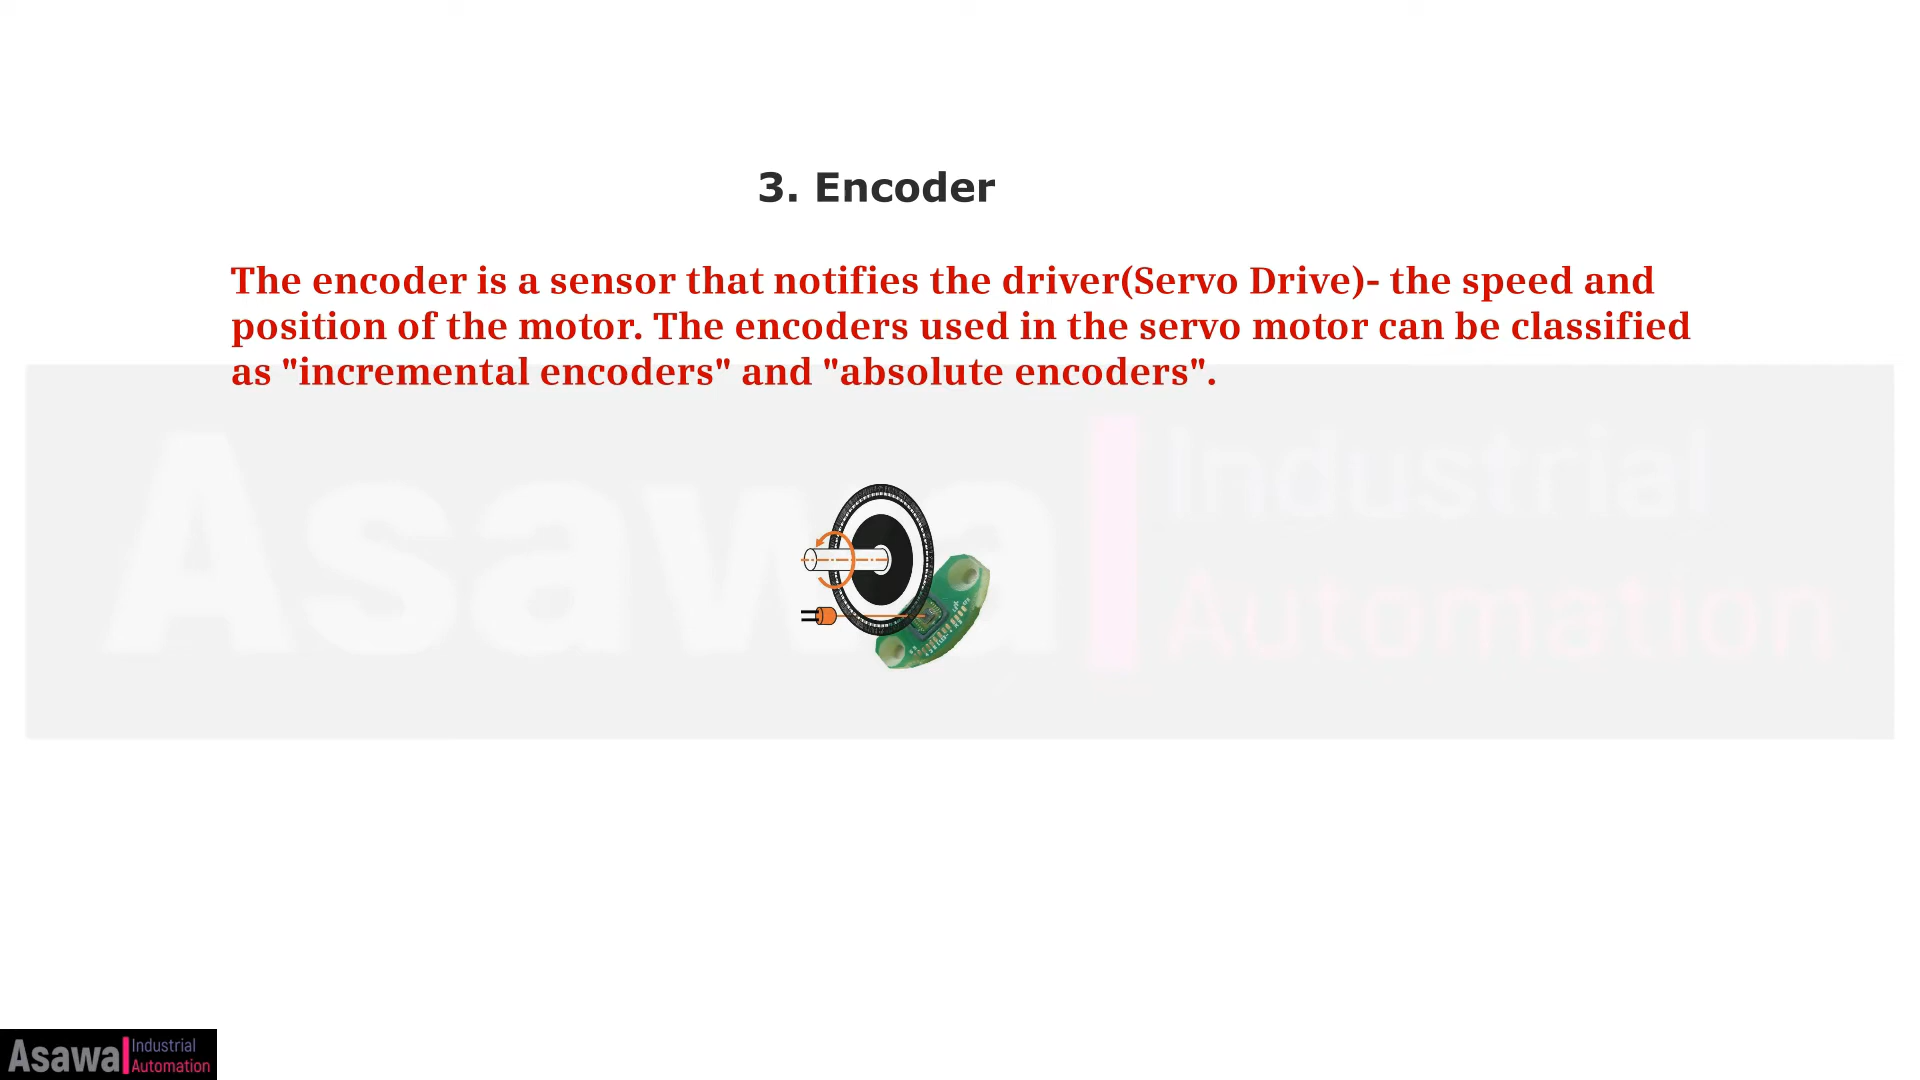 3. Encoder
The encoder is a sensor that notifies the driver(Servo Drive)- the speed and
position of the motor. The encoders used in the servo motor can be classified
as "incremental encoders" and "absolute encoders".
Asawa
Industrial
Automation
Asawa
Industrial
Automation